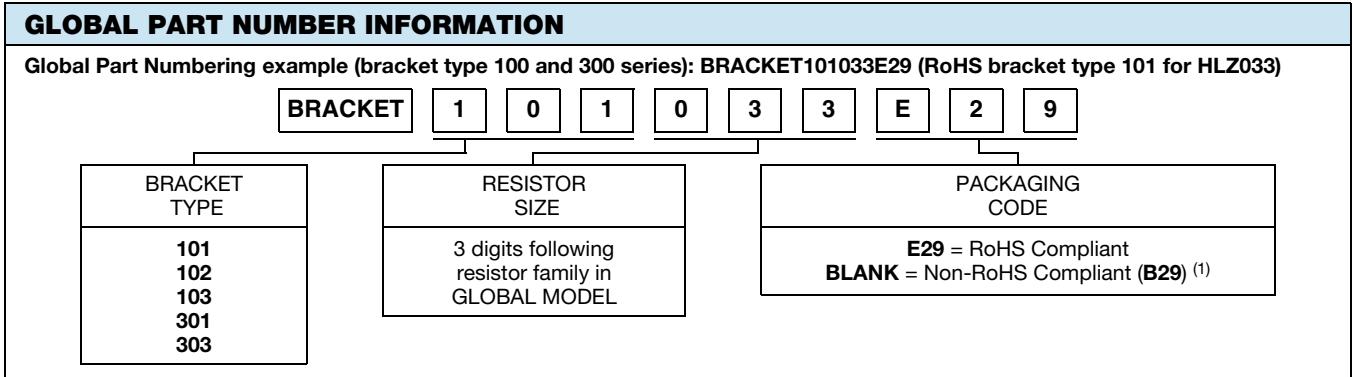 GLOBAL PART NUMBER INFORMATION
Global Part Numbering example (bracket type 100 and 300 series): BRACKET101033E29 (RoHS bracket type 101 for HLZ033)
BRACKET 1 0 1 0 3 3 E 2 9
BRACKET
TYPE
101
102
103
301
303
RESISTOR
SIZE
3 digits following
resistor family in
GLOBAL MODEL
PACKAGING
CODE
E29 = RoHS Compliant
BLANK = Non-RoHS Compliant (B29) (1)